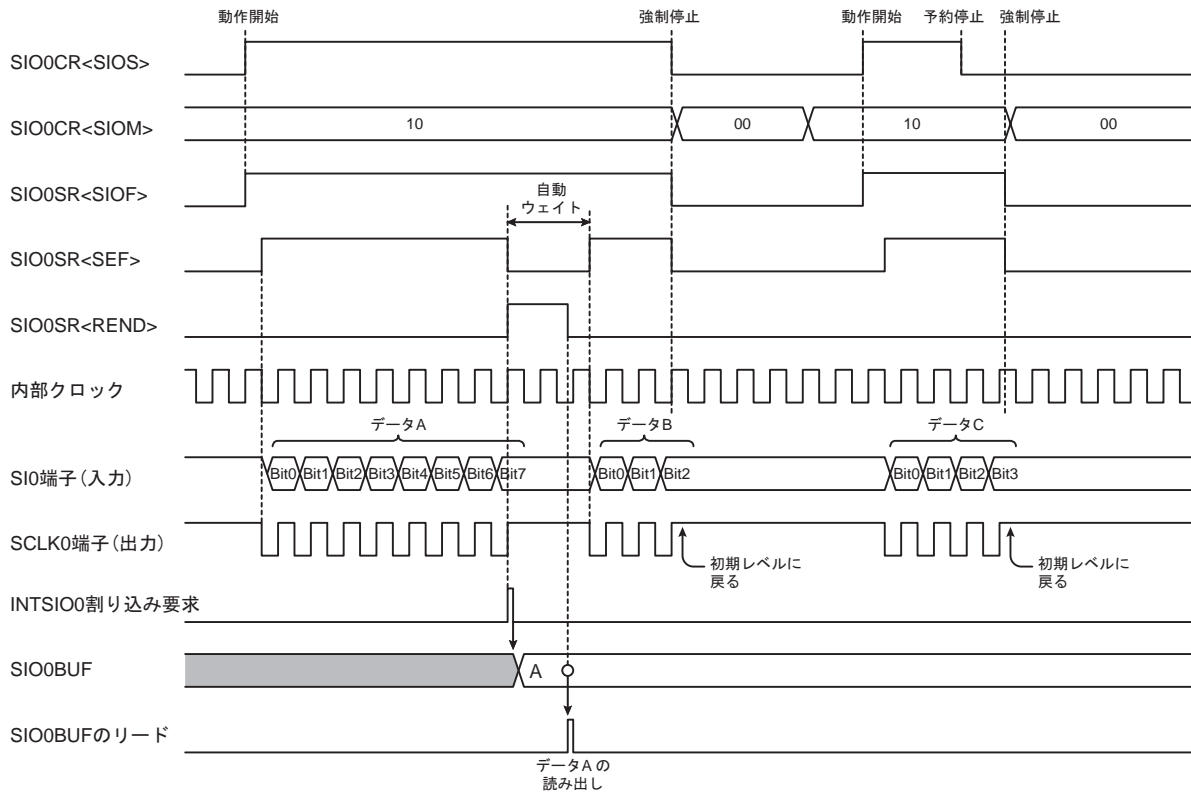 動作開始 強制停止 動作開始 予約停止 強制停止
SIO0CR<SIOS>
SIO0CR<SIOM> 10 00 10 00
SIO0SR<SIOF>
自動
ウェイト
SIO0SR<SEF>
SIO0SR<REND>
内部クロック
データA データB データC
SI0端子(入力) Bit0 Bit1 Bit2 Bit3 Bit4 Bit5 Bit6 Bit7 Bit0 Bit1 Bit2 Bit0 Bit1 Bit2 Bit3
SCLK0端子(出力)
初期レベルに 初期レベルに
戻る 戻る
INTSIO0割り込み要求
SIO0BUF A
SIO0BUFのリード
データA の
読み出し